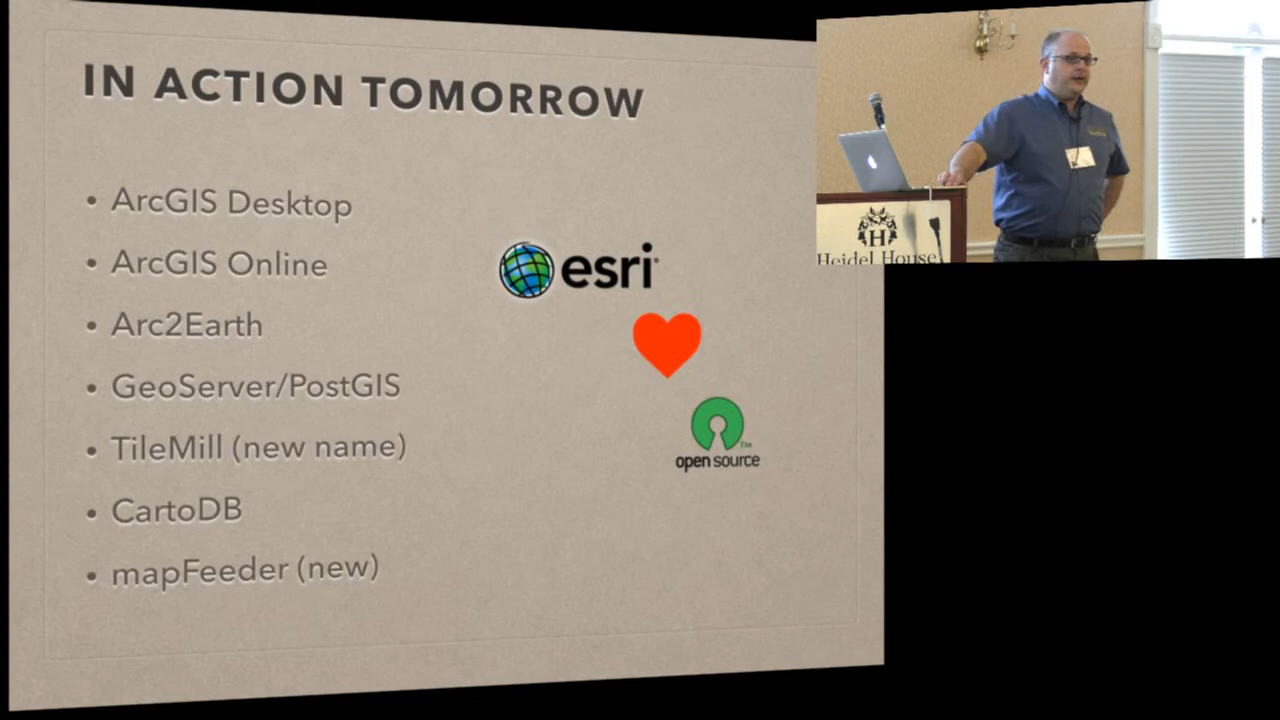 IN ACTION TOMORROW
• ArcGIS Desktop
• ArcGIS Online
• Arc2Earth
• GeoServer/PostGIS
• TileMill (new name)
• CartoDB
• mapFeeder (new)
esri
open source™
H
Heidel House